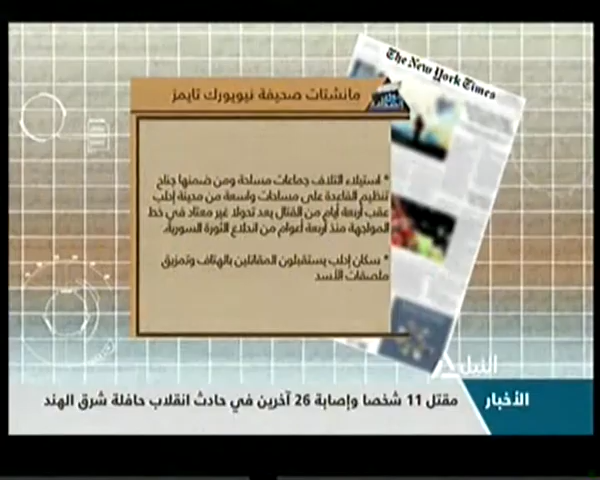 The New York Times
مانشتات صحيفة نيويورك تايمز
* استيلاء ائتلاف جماعات مسلحة ومن ضمنها جناح
تنظيم القاعدة على مساحات واسعة من مدينة إدلب
عقب أربعة أيام من القتال يعد تحولا غير معتاد في خط
المواجهة منذ أربعة أعوام من اندلاع الثورة السورية.
* سكان إدلب يستقبلون المقاتلين بالهتاف وتمزيق
ملصقات الأسد
النيل
الأخبار
مقتل 11 شخصا وإصابة 26 آخرين في حادث انقلاب حافلة شرق الهند